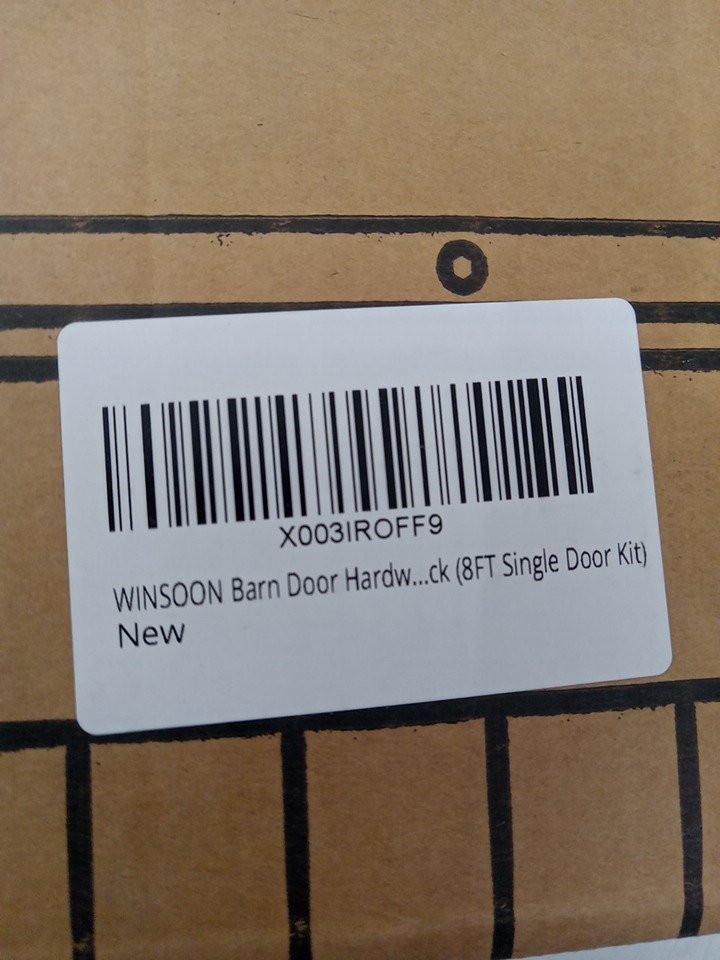 X003IROFF9
WINSOON Barn Door Hardw...ck (8FT Single Door Kit)
New